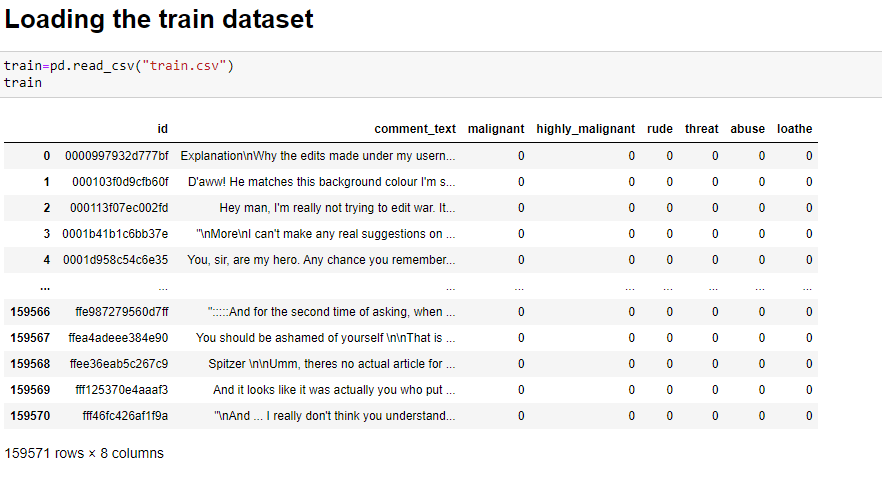 Loading the train dataset
train=pd.read_csv("train.csv")
train
id comment_text malignant highly_malignant rude threat abuse loathe
0 0000997932d777bf Explanation\nWhy the edits made under my usern... 0 0 0 0 0 0
1 000103f0d9cfb60f D'aww! He matches this background colour I'm s... 0 0 0 0 0 0
2 000113f07ec002fd Hey man, I'm really not trying to edit war. It... 0 0 0 0 0 0
3 0001b41b1c6bb37e "\nMore\nI can't make any real suggestions on ... 0 0 0 0 0 0
4 0001d958c54c6e35 You, sir, are my hero. Any chance you remember... 0 0 0 0 0 0
... ... ... ... ... ... ... ... ...
159566 ffe987279560d7ff ":::::And for the second time of asking, when ... 0 0 0 0 0 0
159567 ffea4adeee384e90 You should be ashamed of yourself \n\nThat is ... 0 0 0 0 0 0
159568 ffee36eab5c267c9 Spitzer \n\nUmm, theres no actual article for ... 0 0 0 0 0 0
159569 fff125370e4aaaf3 And it looks like it was actually you who put ... 0 0 0 0 0 0
159570 fff46fc426af1f9a "\nAnd ... I really don't think you understand... 0 0 0 0 0 0
159571 rows × 8 columns